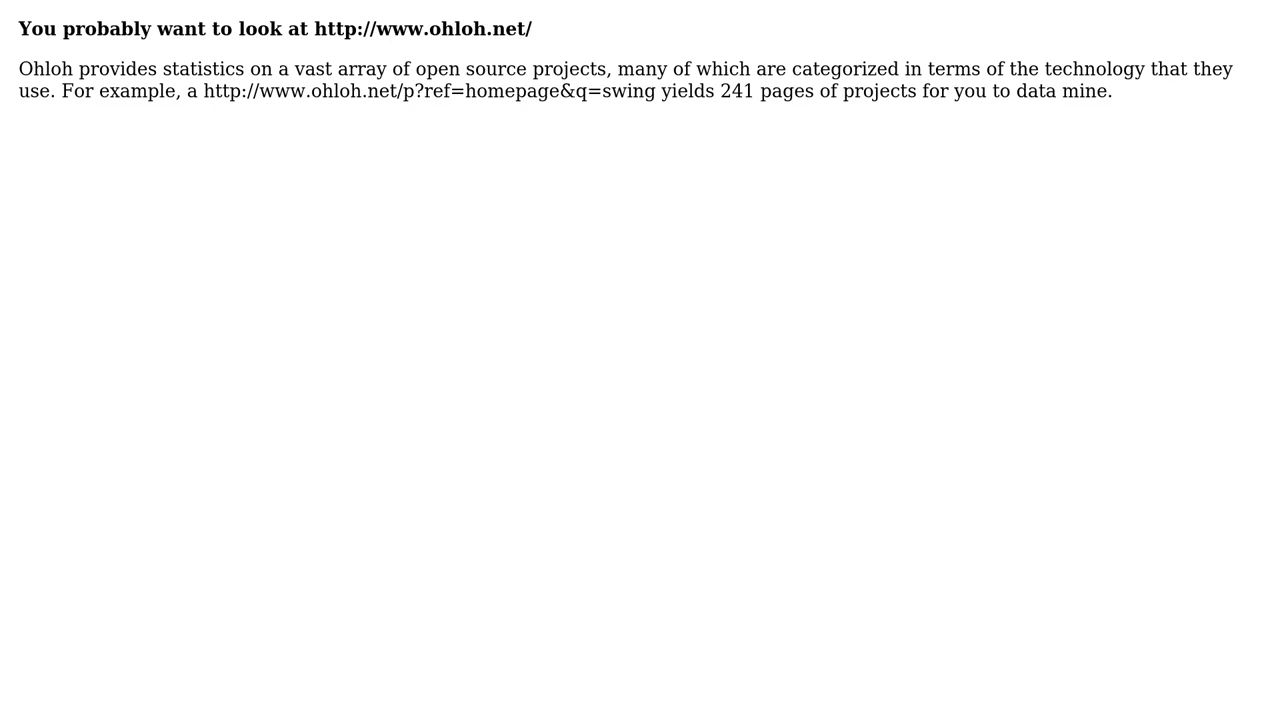 You probably want to look at http://www.ohloh.net/
Ohloh provides statistics on a vast array of open source projects, many of which are categorized in terms of the technology that they
use. For example, a http://www.ohloh.net/p?ref=homepage&q=swing yields 241 pages of projects for you to data mine.